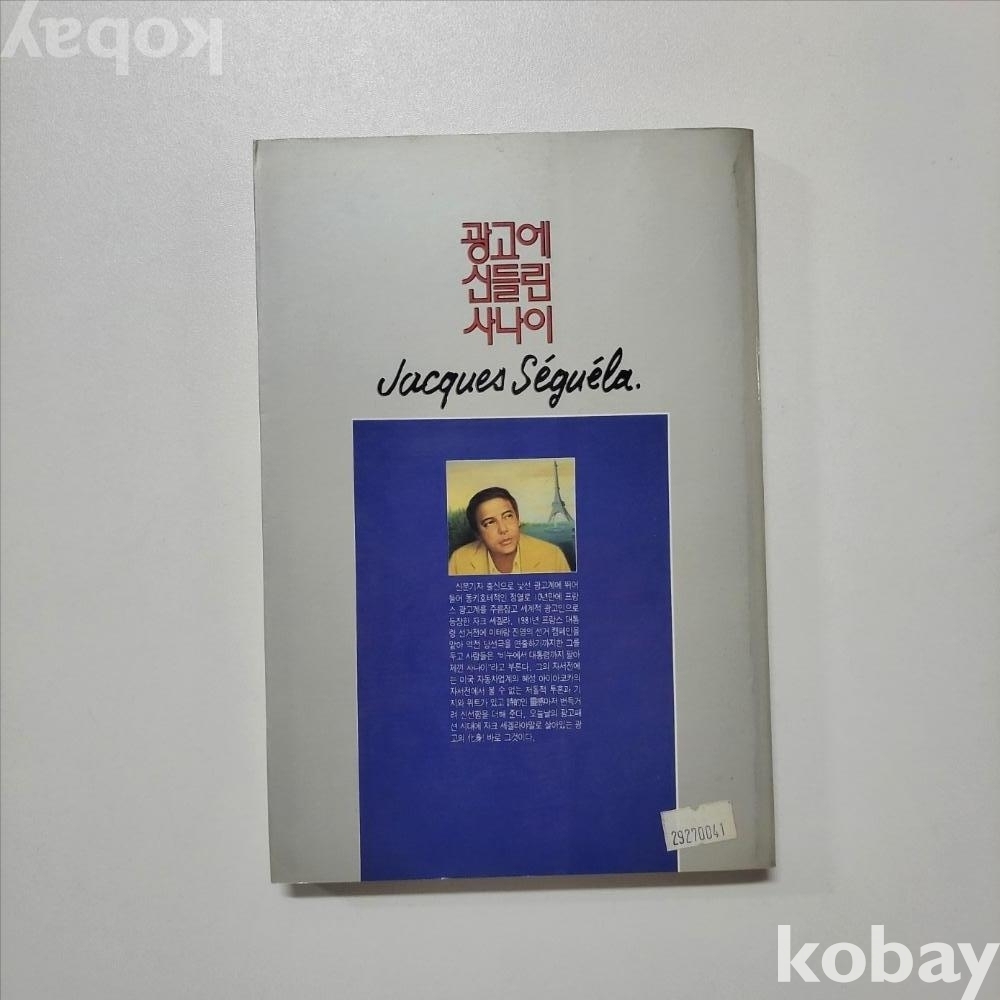 kobay
광고에
신들린
사나이
Jacques Séguéla.
신문기자 출신으로 낯선 광고계에 뛰어
들어 동키호테적인 정열로 10년만에 프랑
스 광고계를 주름잡고 세계적 광고인으로
등장한 자크 세겔라. 1981년 프랑스 대통
령 선거전에 미테랑 진영의 선거 캠페인을
맡아 역전 당선극을 연출하기까지한 그를
두고 사람들은 "비누에서 대통령까지 팔아
제낀 사나이"라고 부른다. 그의 자서전에
는 미국 자동차업계의 혜성 아이아코카의
자서전에서 볼 수 없는 저돌적 투혼과 기
지와 위트가 있고 詩的인 靈感마저 번득거
려 신선함을 더해 준다. 오늘날의 광고패
션 시대에 자크 세겔라야말로 살아있는 광
고의 化身! 바로 그것이다.
29270041
kobay